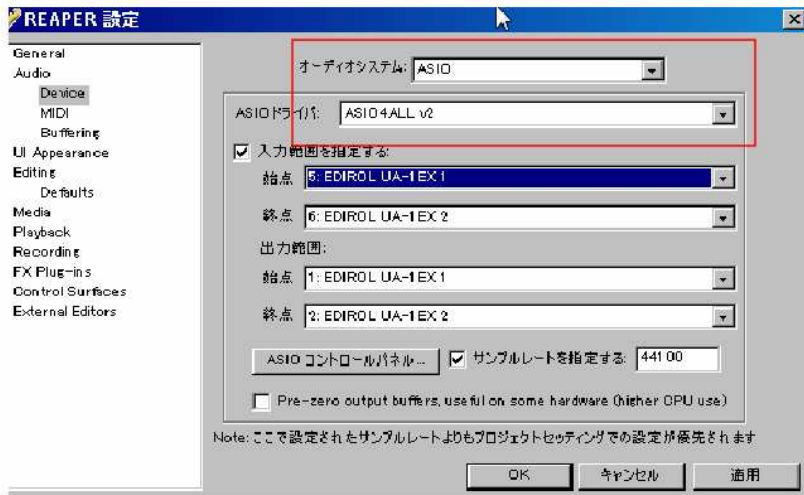 REAPER 設定
General
Audio
Device
MIDI
Buffering
UI Appearance
Editing
Defaults
Media
Playback
Recording
FX Plug-ins
Control Surfaces
External Editors
オーディオシステム: ASIO
ASIOドライバ: ASIO4ALL v2
入力範囲を指定する:
始点 5: EDIROL UA-1EX 1
終点 6: EDIROL UA-1EX 2
出力範囲:
始点 1: EDIROL UA-1EX 1
終点 2: EDIROL UA-1EX 2
ASIO コントロールパネル... サンプルレートを指定する: 44100
Pre-zero output buffers, useful on some hardware (higher CPU use)
Note: ここで設定されたサンプルレートよりもプロジェクトセッティングでの設定が優先されます
OK キャンセル 適用